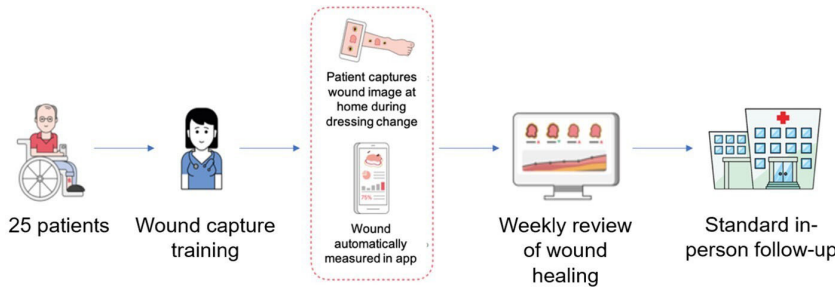 25 patients
Wound capture
training
Patient captures
wound image at
home during
dressing change
75%
Wound
automatically
measured in app
Weekly review
of wound
healing
Standard in-
person follow-up